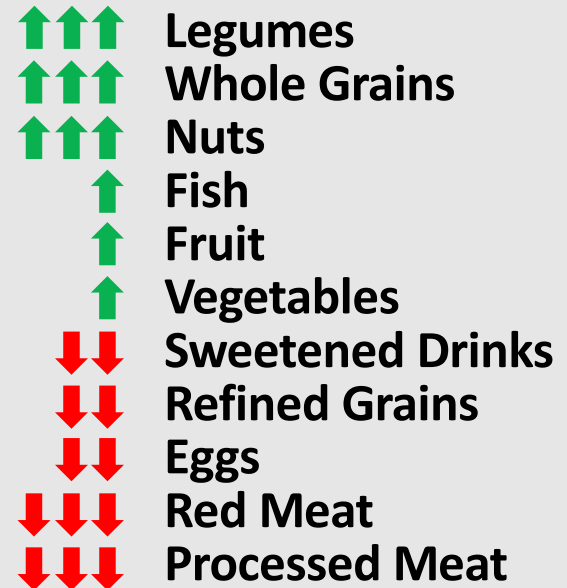 Legumes
Whole Grains
Nuts
Fish
Fruit
Vegetables
Sweetened Drinks
Refined Grains
Eggs
Red Meat
Processed Meat